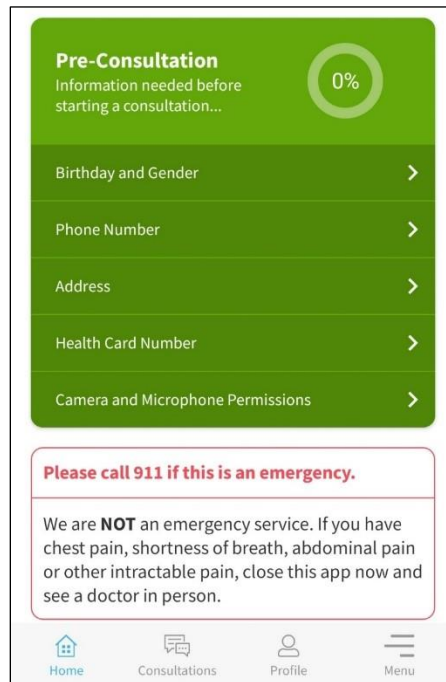 Pre-Consultation
Information needed before
starting a consultation...
0%
Birthday and Gender
Phone Number
Address
Health Card Number
Camera and Microphone Permissions
Please call 911 if this is an emergency.
We are NOT an emergency service. If you have
chest pain, shortness of breath, abdominal pain
or other intractable pain, close this app now and
see a doctor in person.
Home
Consultations
Profile
Menu